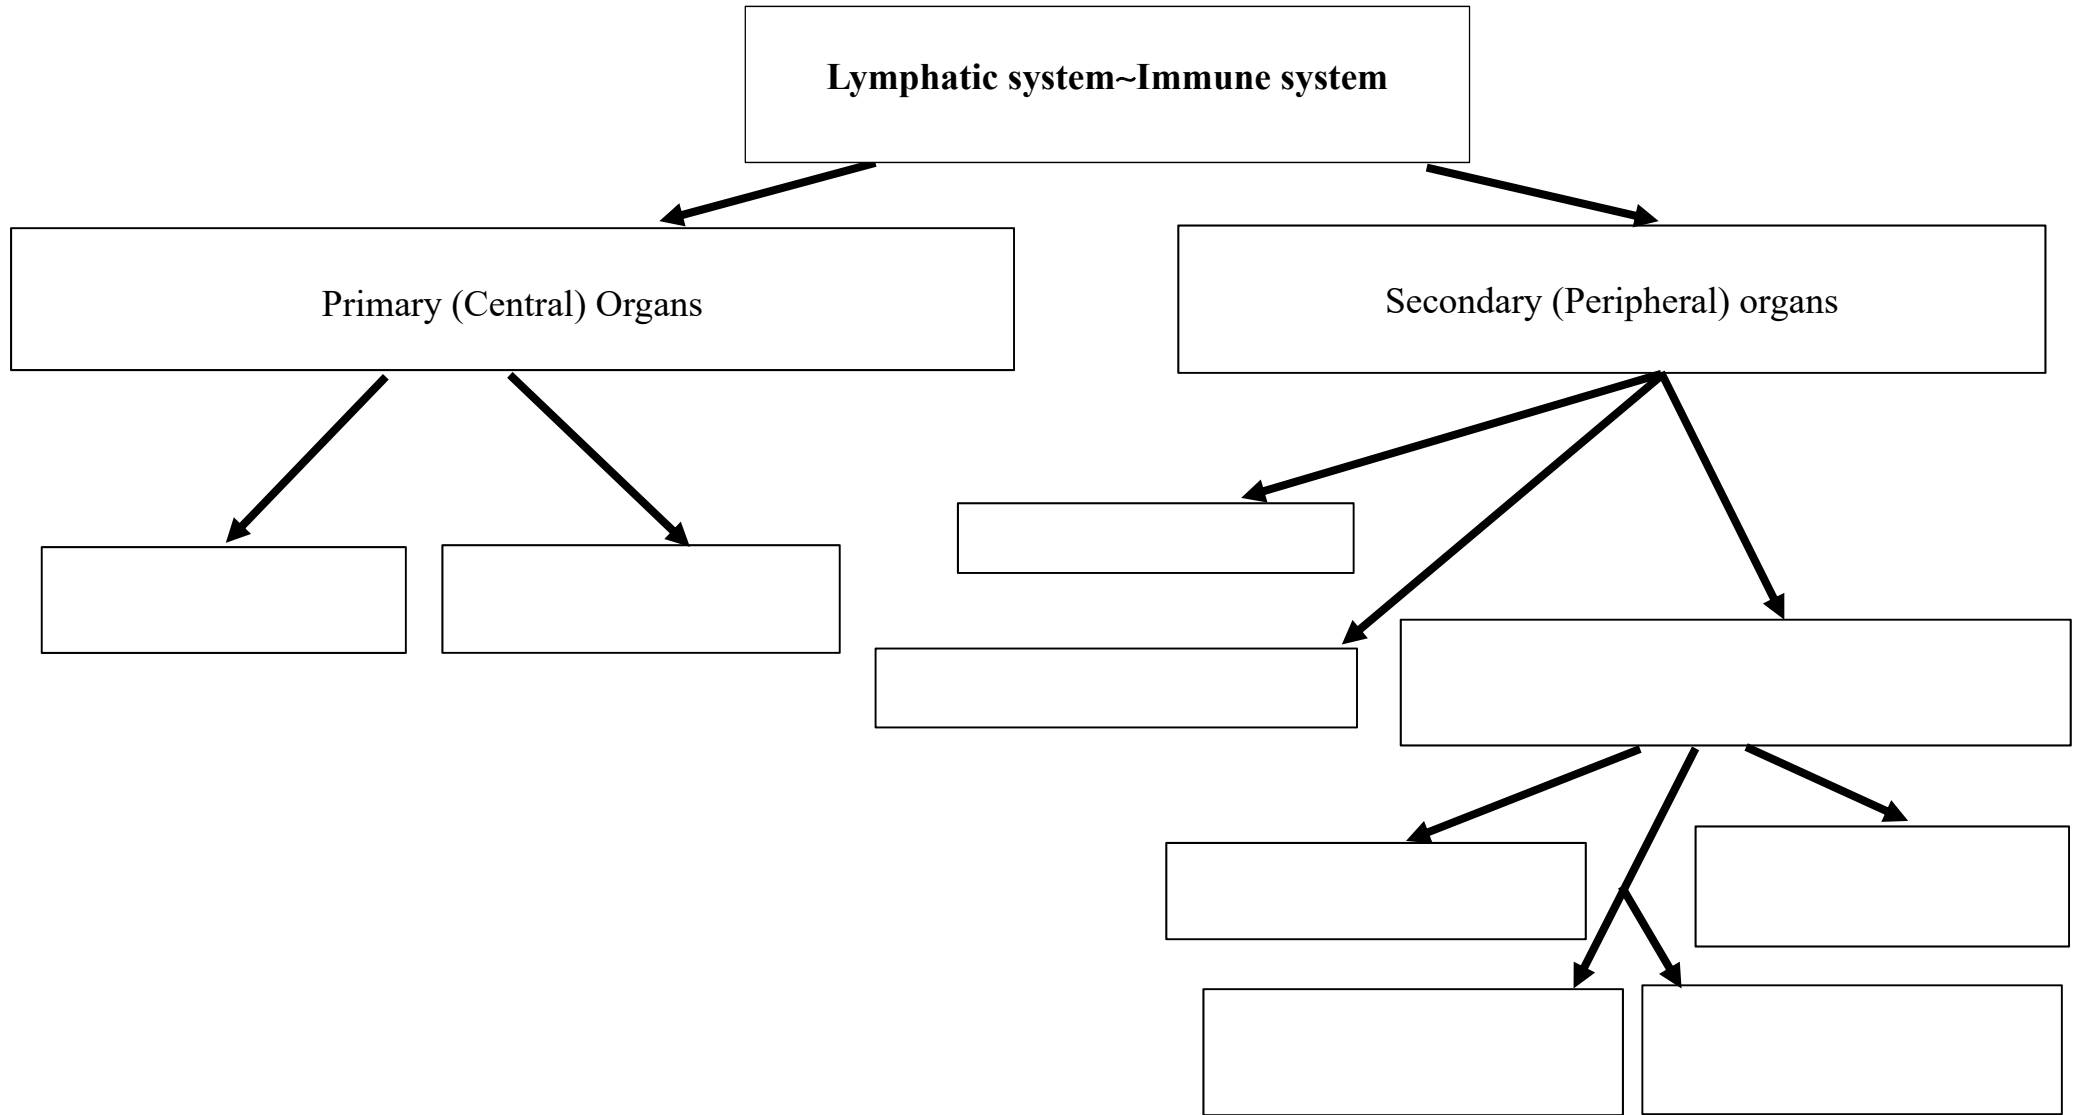 Lymphatic system~Immune system
Primary (Central) Organs
Secondary (Peripheral) organs